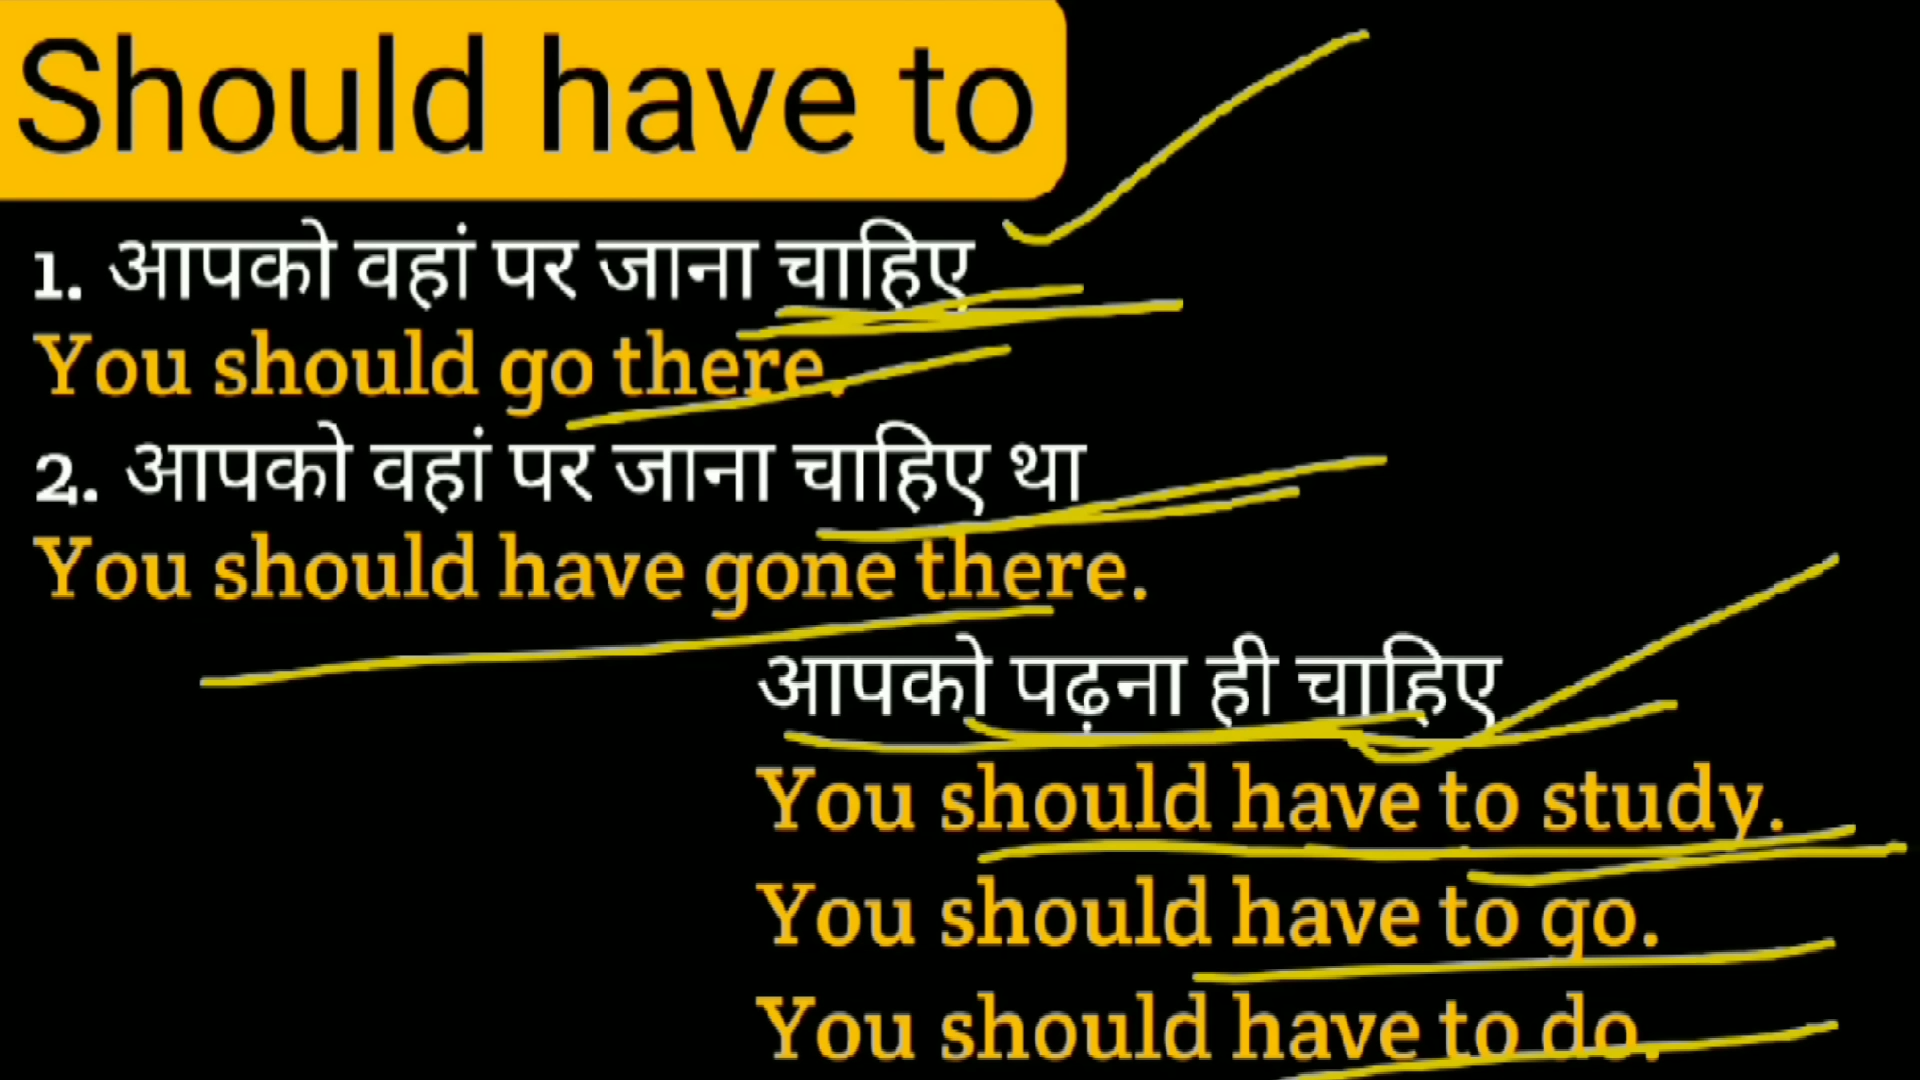 Should have to
1. आपको वहां पर जाना चाहिए
You should go there.
2. आपको वहां पर जाना चाहिए था
You should have gone there.
आपको पढ़ना ही चाहिए
You should have to study.
You should have to go.
You should have to do.